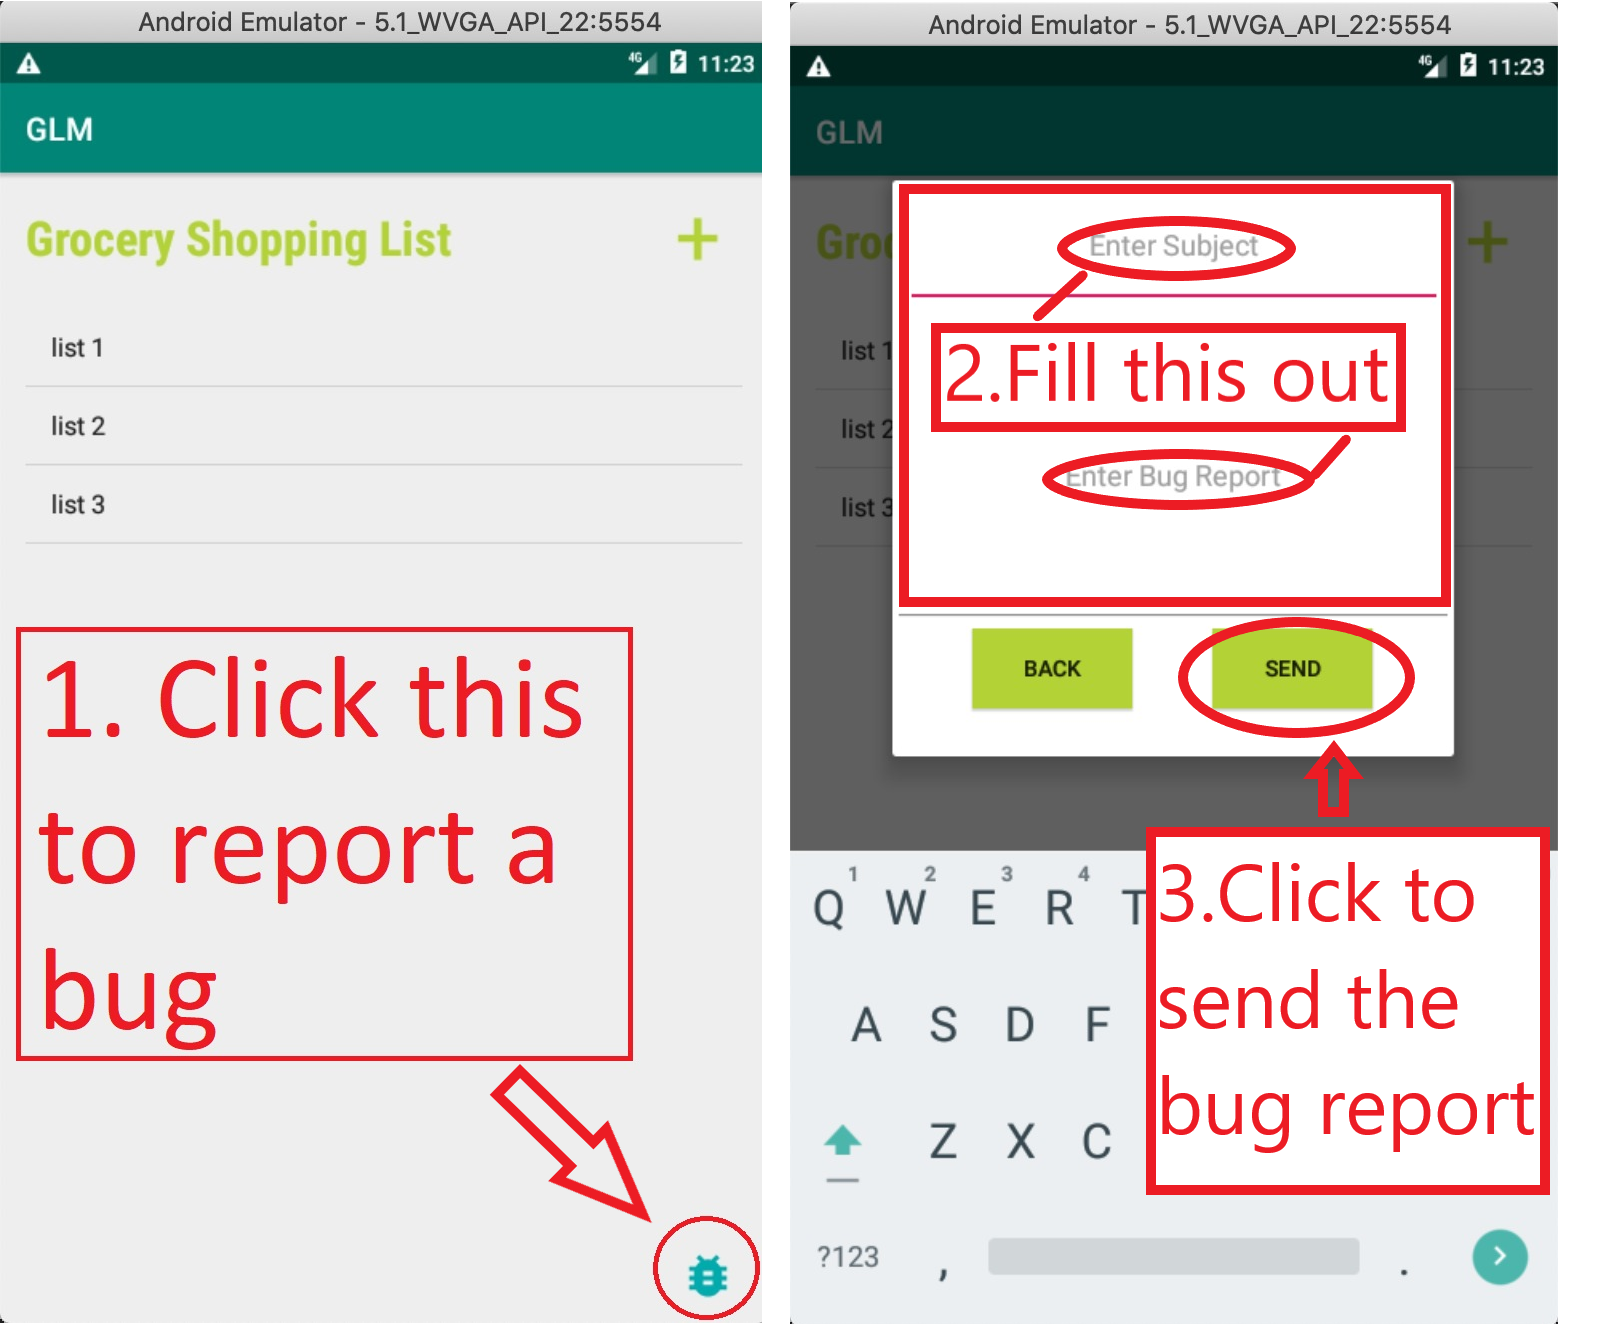 Android Emulator - 5.1_WVGA_API_22:5554
4G 11:23
GLM
Grocery Shopping List +
list 1
list 2
list 3
1. Click this
to report a
bug
Android Emulator - 5.1_WVGA_API_22:5554
4G 11:23
GLM
Groc +
Enter Subject
list 1
2.Fill this out
list 2
Enter Bug Report
list 3
BACK SEND
3.Click to
send the
bug report
1 2 3 4
Q W E R T
A S D F
Z X C
?123 , .